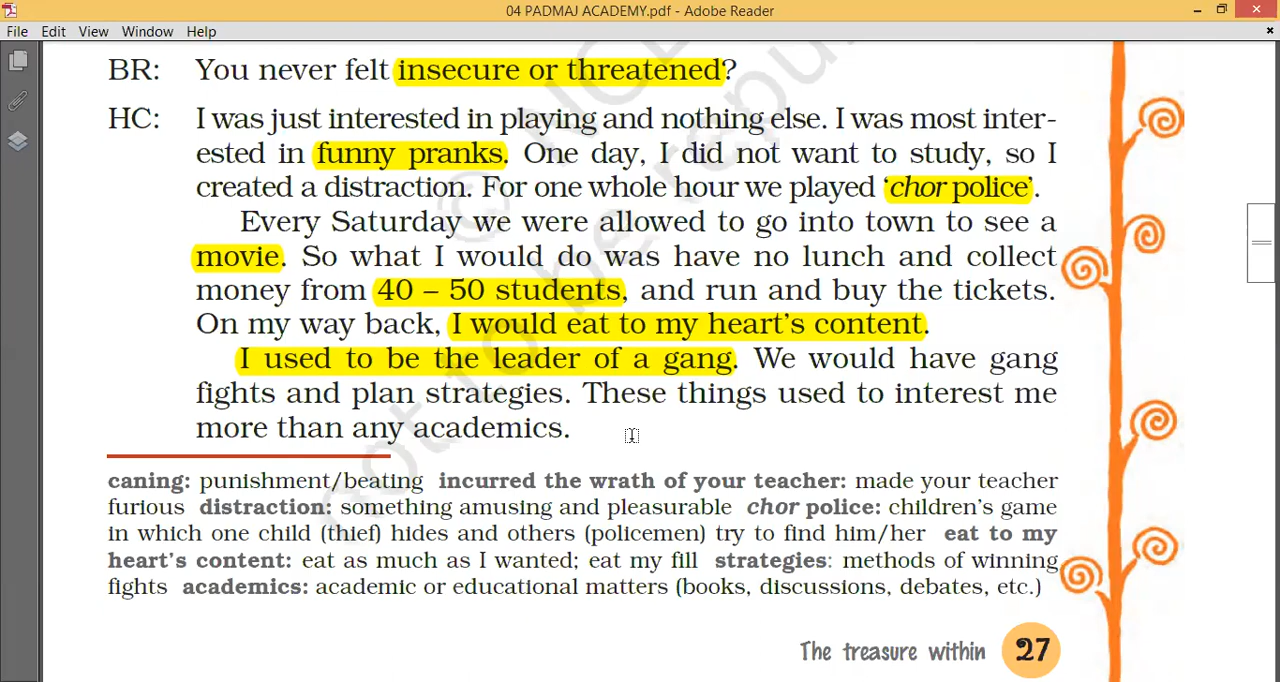 04 PADMAJ ACADEMY.pdf - Adobe Reader
File Edit View Window Help
BR: You never felt insecure or threatened?
HC: I was just interested in playing and nothing else. I was most inter-
ested in funny pranks. One day, I did not want to study, so I
created a distraction. For one whole hour we played ‘chor police’.
Every Saturday we were allowed to go into town to see a
movie. So what I would do was have no lunch and collect
money from 40 – 50 students, and run and buy the tickets.
On my way back, I would eat to my heart’s content.
I used to be the leader of a gang. We would have gang
fights and plan strategies. These things used to interest me
more than any academics.
caning: punishment/beating incurred the wrath of your teacher: made your teacher
furious distraction: something amusing and pleasurable chor police: children’s game
in which one child (thief) hides and others (policemen) try to find him/her eat to my
heart’s content: eat as much as I wanted; eat my fill strategies: methods of winning
fights academics: academic or educational matters (books, discussions, debates, etc.)
The treasure within 27